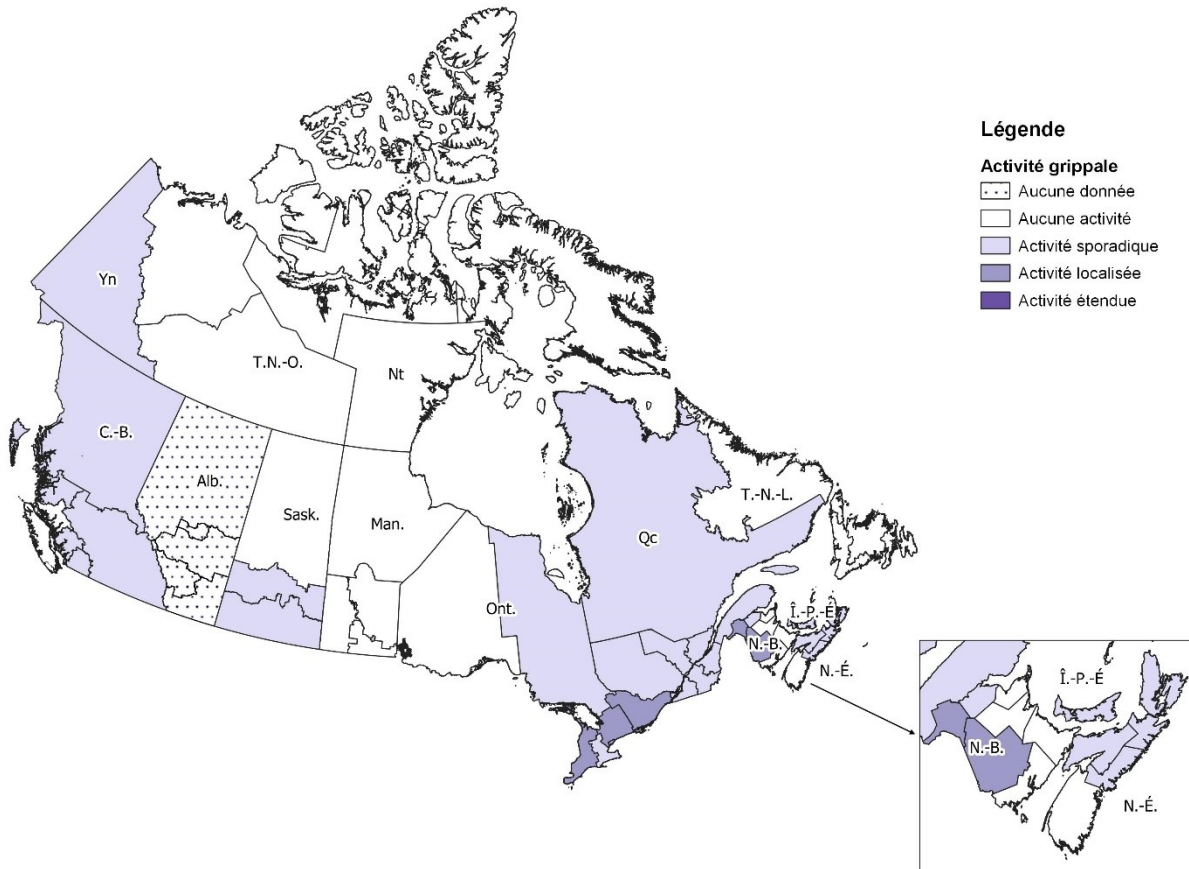 Légende
Activité grippale
Aucune donnée
Aucune activité
Activité sporadique
Activité localisée
Activité étendue
Yn
T.N.-O.
Nt
C.-B.
Alb.
Sask.
Man.
Ont.
Qc
T.-N.-L.
Î.-P.-É
N.-B.
N.-É.
Î.-P.-É
N.-B.
N.-É.